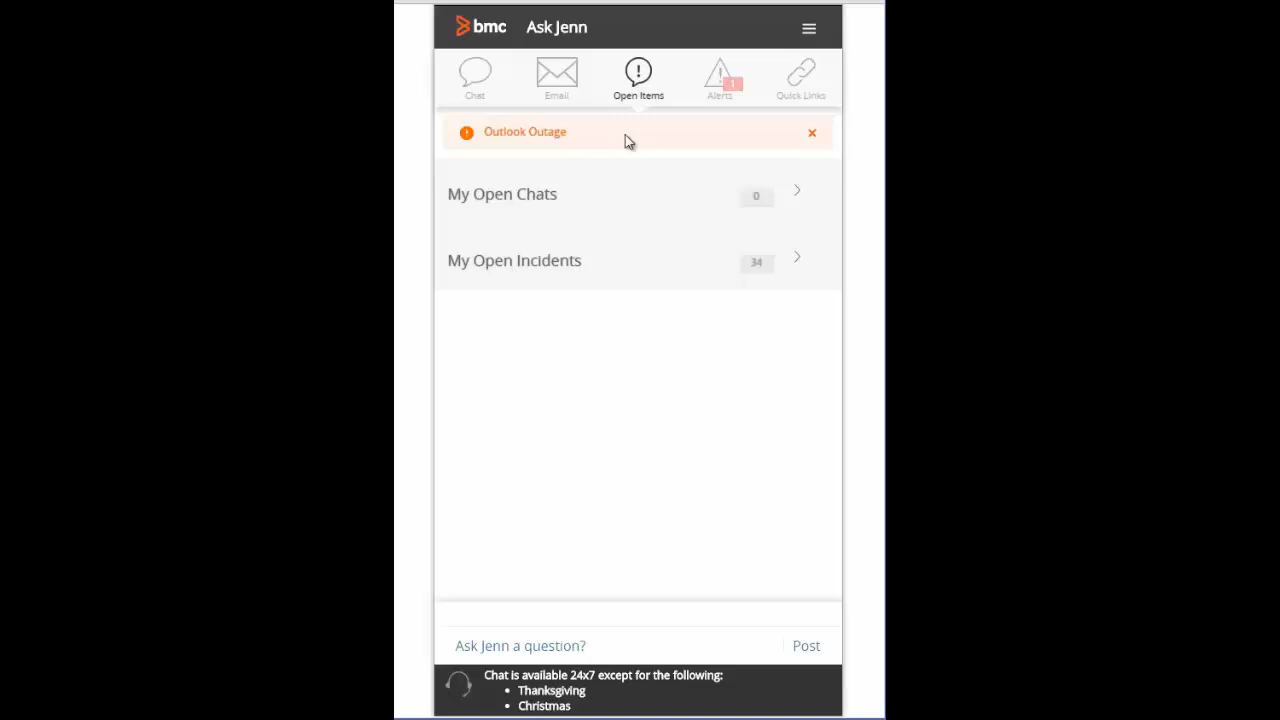 bmc Ask Jenn
Chat Email Open Items Alerts 1 Quick Links
Outlook Outage
My Open Chats 0
My Open Incidents 34
Ask Jenn a question? Post
Chat is available 24x7 except for the following:
• Thanksgiving
• Christmas